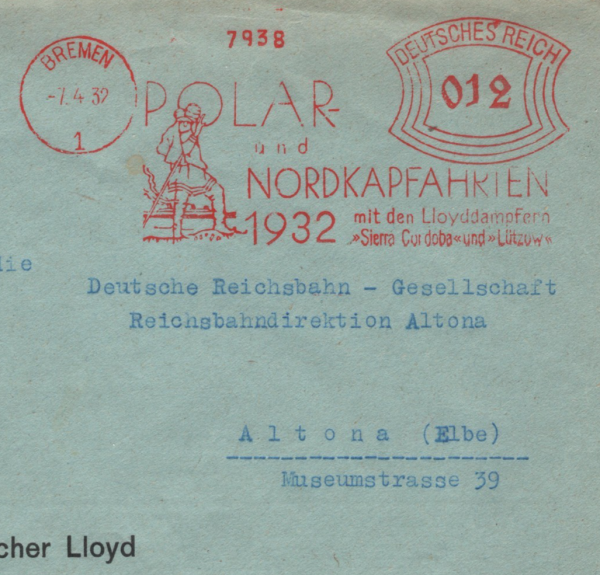 7938
BREMEN
-7.4 32
1
DEUTSCHES REICH
012
POLAR-
und
NORDKAPFAHRTEN
1932
mit den Lloyddampfern
»Sierra Cordoba« und »Lützow«
die
Deutsche Reichsbahn - Gesellschaft
Reichsbahndirektion Altona
Altona (Elbe)
Museumstrasse 39
cher Lloyd